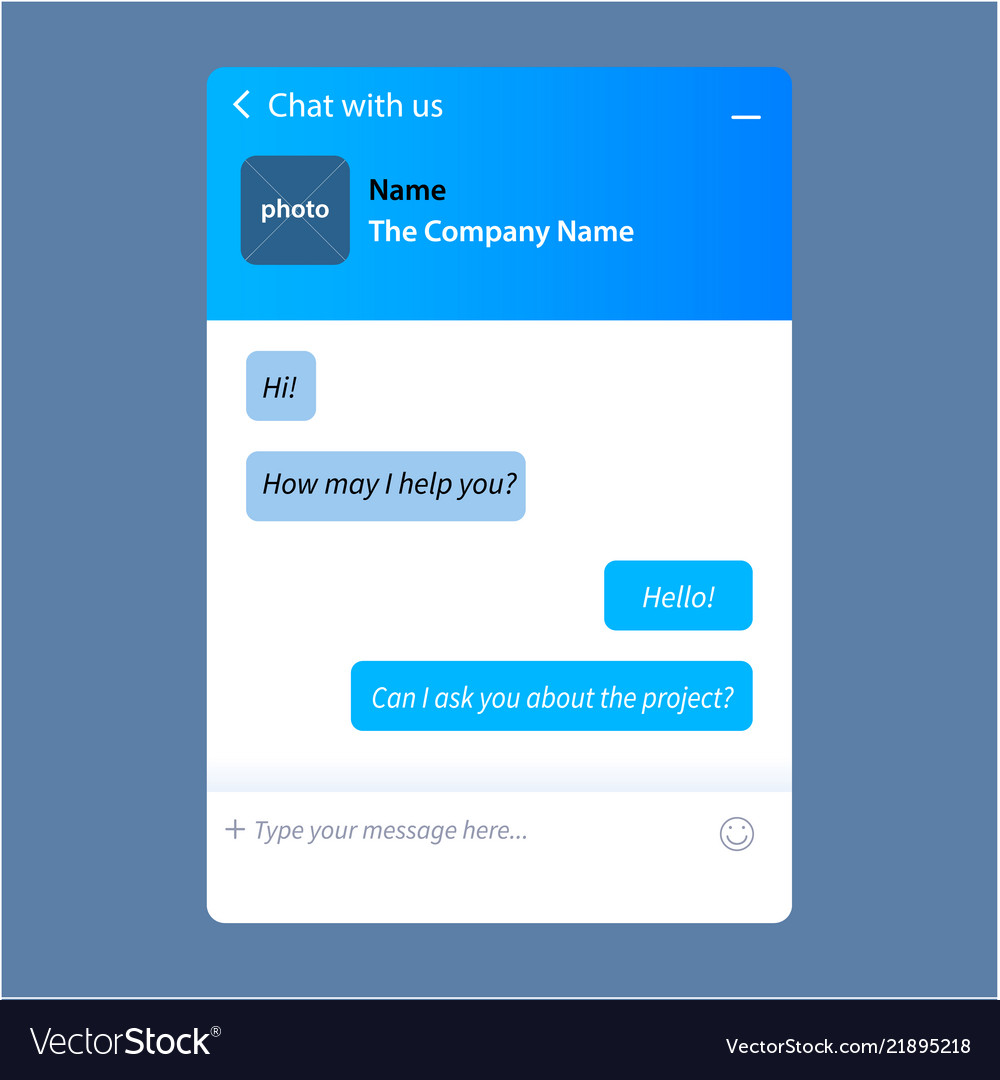 Chat with us
photo
Name
The Company Name
Hi!
How may I help you?
Hello!
Can I ask you about the project?
+ Type your message here...
VectorStock®
VectorStock.com/21895218